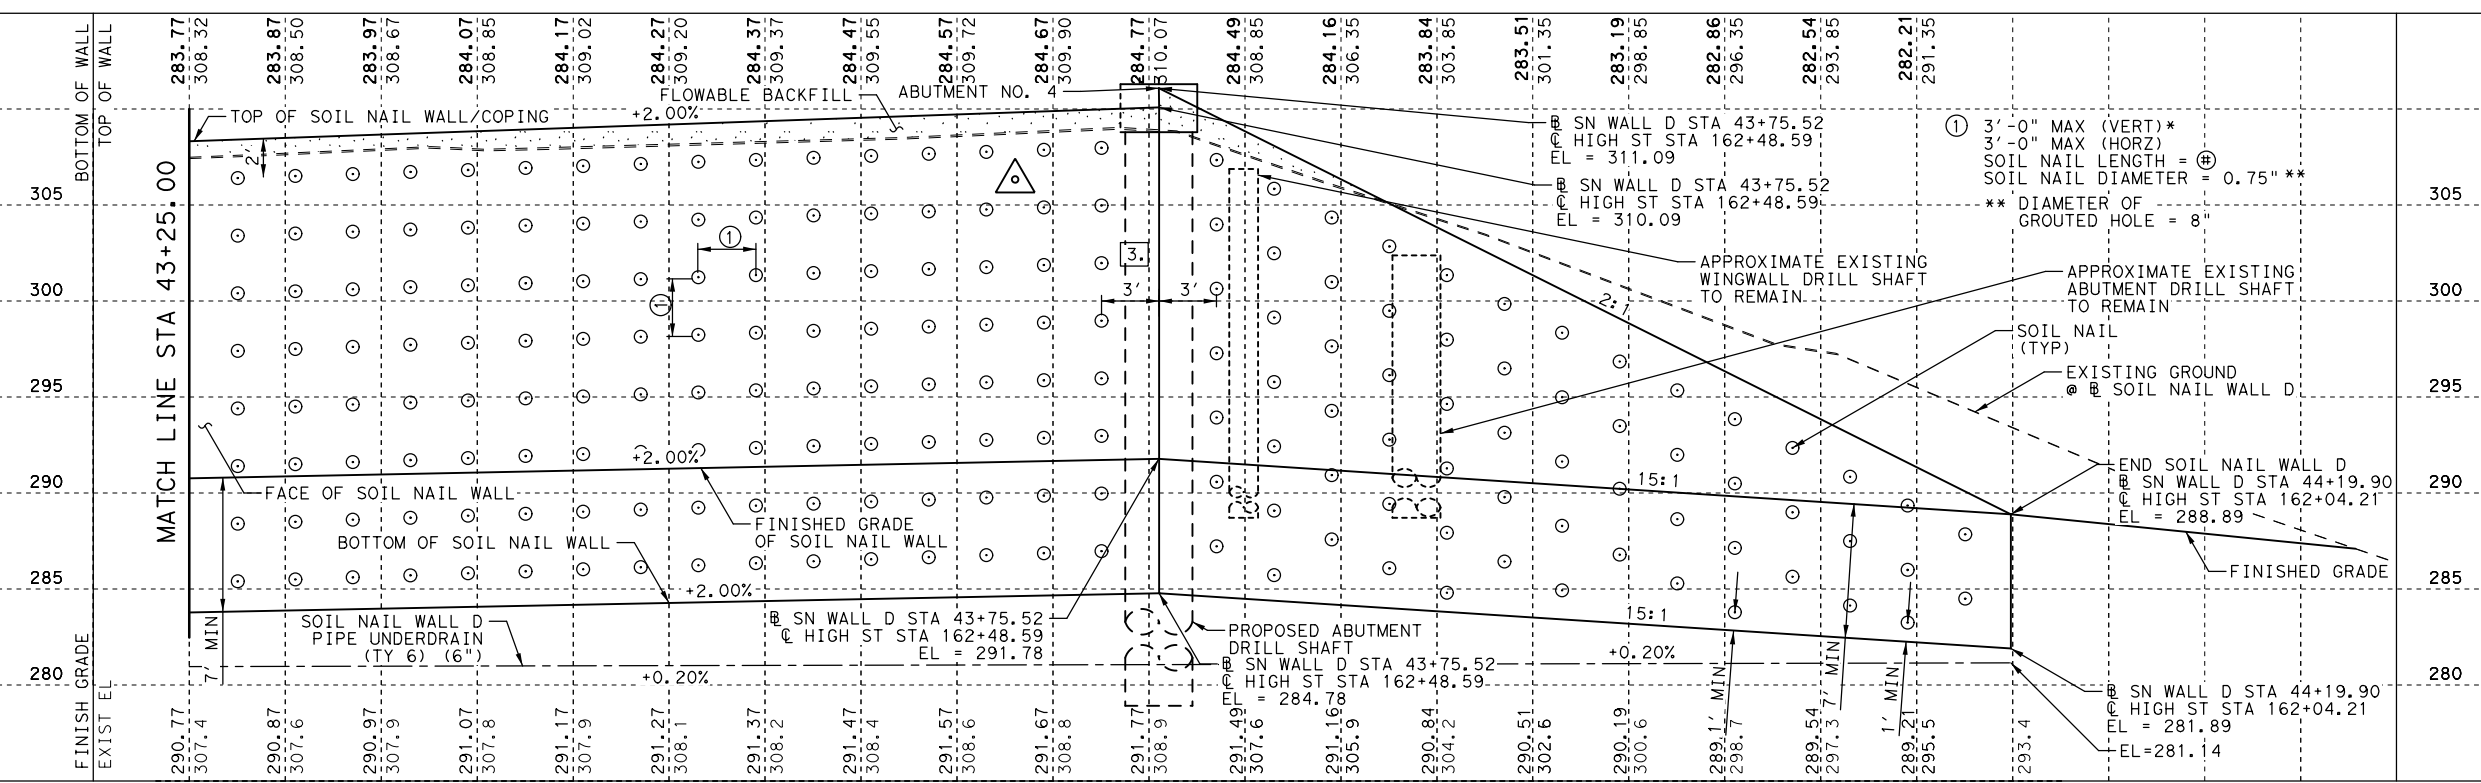 BOTTOM OF WALL
TOP OF WALL
283.77
308.32
283.87
308.50
283.97
308.67
284.07
308.85
284.17
309.02
284.27
309.20
284.37
309.37
284.47
309.55
284.57
309.72
284.67
309.90
284.77
310.07
284.49
308.85
284.16
306.35
283.84
303.85
283.51
301.35
283.19
298.85
282.86
296.35
282.54
293.85
282.21
291.35
TOP OF SOIL NAIL WALL/COPING
FLOWABLE BACKFILL
ABUTMENT NO. 4
+2.00%
2'
℄ SN WALL D STA 43+75.52
℄ HIGH ST STA 162+48.59
EL = 311.09
℄ SN WALL D STA 43+75.52
℄ HIGH ST STA 162+48.59
EL = 310.09
1 3'-0" MAX (VERT)*
3'-0" MAX (HORZ)
SOIL NAIL LENGTH = #
SOIL NAIL DIAMETER = 0.75" **
** DIAMETER OF
GROUTED HOLE = 8"
305
305
300
300
295
295
290
290
285
285
280
280
MATCH LINE STA 43+25.00
1
1
3.
3'
3'
2:1
APPROXIMATE EXISTING
WINGWALL DRILL SHAFT
TO REMAIN
APPROXIMATE EXISTING
ABUTMENT DRILL SHAFT
TO REMAIN
SOIL NAIL
(TYP)
EXISTING GROUND
@ ℄ SOIL NAIL WALL D
+2.00%
15:1
FACE OF SOIL NAIL WALL
FINISHED GRADE
OF SOIL NAIL WALL
BOTTOM OF SOIL NAIL WALL
END SOIL NAIL WALL D
℄ SN WALL D STA 44+19.90
℄ HIGH ST STA 162+04.21
EL = 288.89
FINISHED GRADE
+2.00%
15:1
7' MIN
SOIL NAIL WALL D
PIPE UNDERDRAIN
(TY 6) (6")
℄ SN WALL D STA 43+75.52
℄ HIGH ST STA 162+48.59
EL = 291.78
PROPOSED ABUTMENT
DRILL SHAFT
℄ SN WALL D STA 43+75.52
℄ HIGH ST STA 162+48.59
EL = 284.78
+0.20%
+0.20%
1' MIN
7' MIN
1' MIN
℄ SN WALL D STA 44+19.90
℄ HIGH ST STA 162+04.21
EL = 281.89
EL=281.14
FINISH GRADE
EXIST EL
290.77
307.4
290.87
307.6
290.97
307.9
291.07
307.8
291.17
307.9
291.27
308.1
291.37
308.2
291.47
308.4
291.57
308.6
291.67
308.8
291.77
308.9
291.49
307.6
291.16
305.9
290.84
304.2
290.51
302.6
290.19
300.6
289.
298.7
289.54
297.3
289.21
295.5
293.4